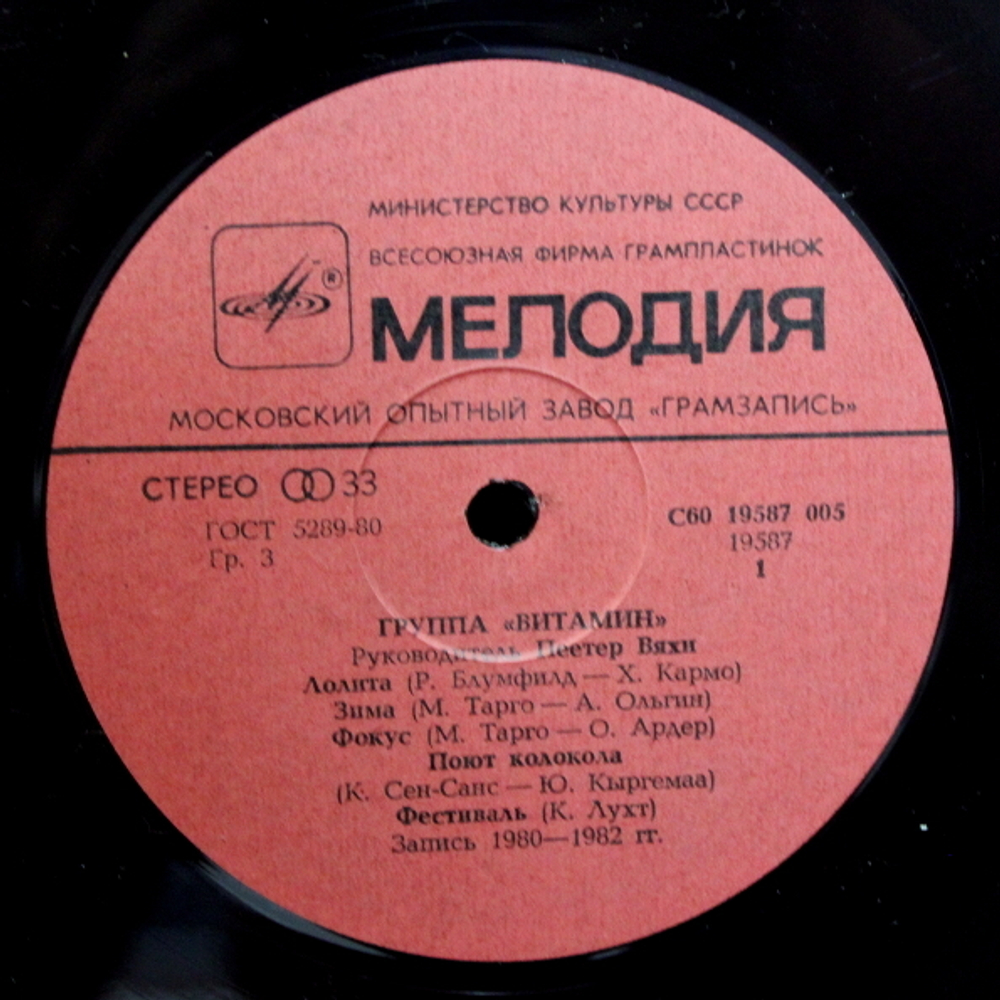 МИНИСТЕРСТВО КУЛЬТУРЫ СССР
ВСЕСОЮЗНАЯ ФИРМА ГРАМПЛАСТИНОК
®
МЕЛОДИЯ
МОСКОВСКИЙ ОПЫТНЫЙ ЗАВОД «ГРАМЗАПИСЬ»
СТЕРЕО 33
ГОСТ 5289-80
Гр. 3
С60 19587 005
19587
1
ГРУППА «ВИТАМИН»
Руководитель Пеетер Вяхи
Лолита (Р. Блумфилд — Х. Кармо)
Зима (М. Тарго — А. Ольгин)
Фокус (М. Тарго — О. Ардер)
Поют колокола
(К. Сен-Санс — Ю. Кыргемаа)
Фестиваль (К. Лухт)
Запись 1980—1982 гг.